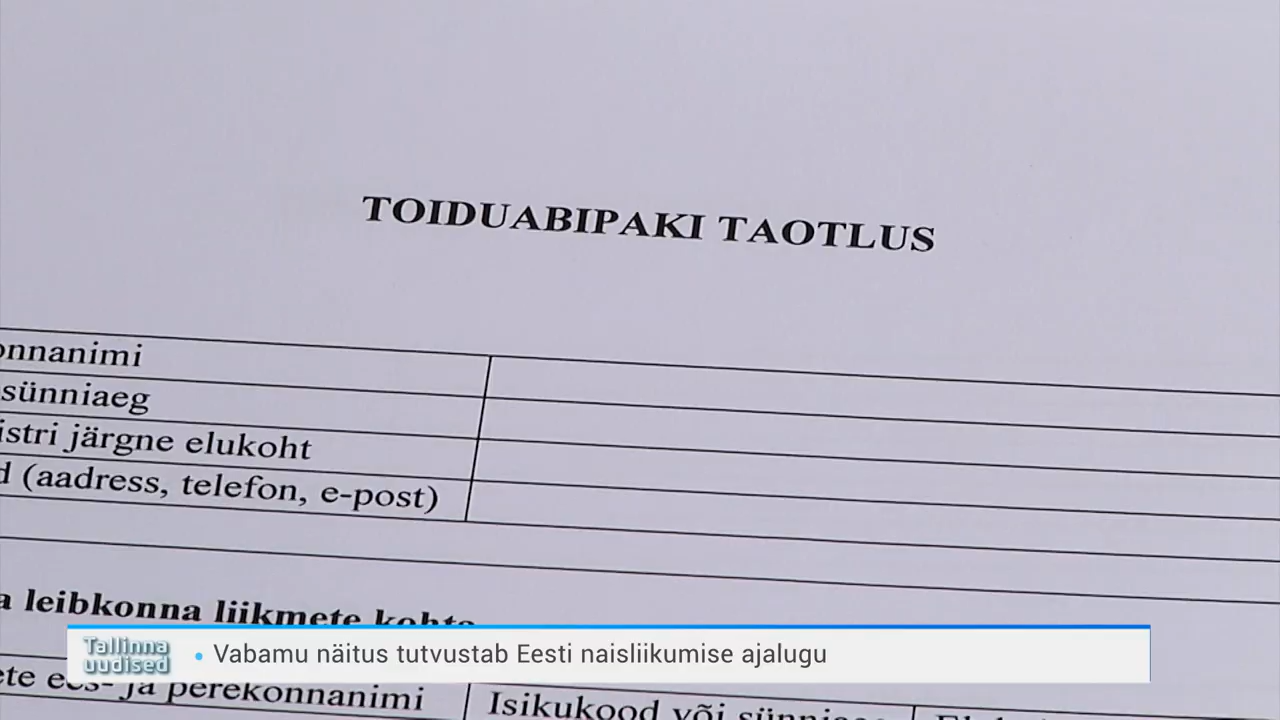 TOIDUABIPAKI TAOTLUS
onnanimi
sünniaeg
istri järgne elukoht
d (aadress, telefon, e-post)
a leibkonna liikmete kohta
Tallinna uudised
• Vabamu näitus tutvustab Eesti naisliikumise ajalugu
ete ees- ja perekonnanimi
Isikukood või sünniaeg